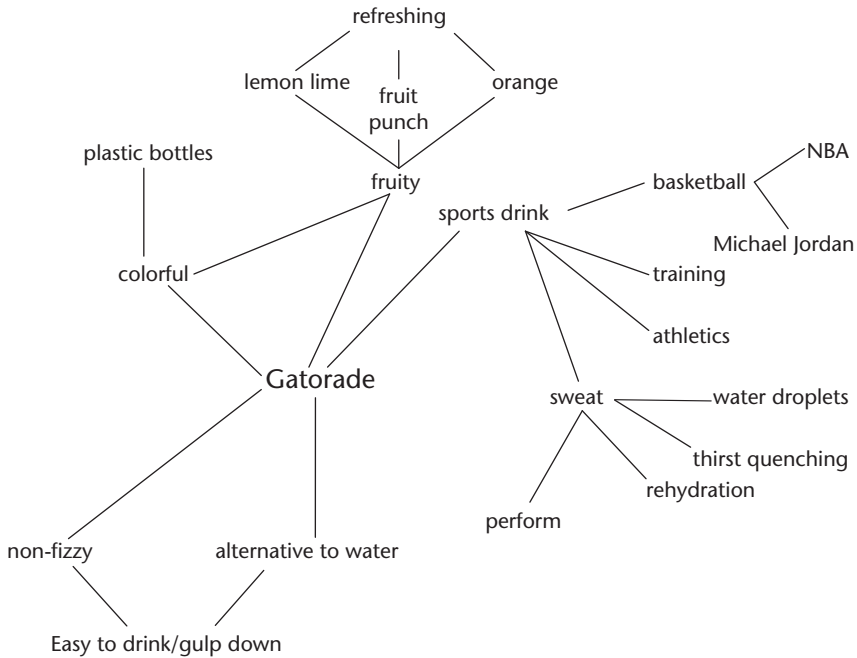 refreshing
lemon lime
fruit
punch
orange
plastic bottles
NBA
fruity
basketball
sports drink
Michael Jordan
colorful
training
athletics
Gatorade
sweat
water droplets
thirst quenching
rehydration
perform
non-fizzy
alternative to water
Easy to drink/gulp down